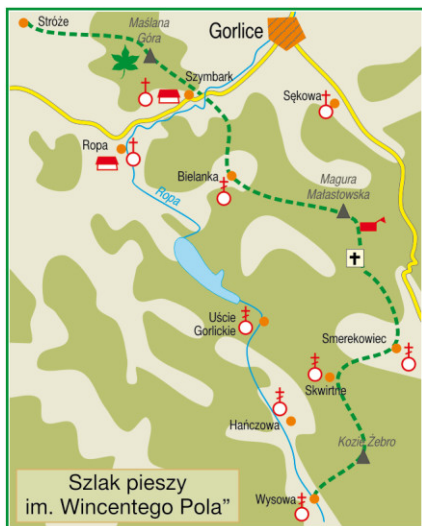 Stróże
Maślana
Góra
Gorlice
Szymbark
Sękowa
Ropa
Ropa
Bielanka
Magura
Małastowska
Uście
Gorlickie
Smerekowiec
Skwirtne
Hańczowa
Kozie Żebro
Wysowa
Szlak pieszy
im. Wincentego Pola”